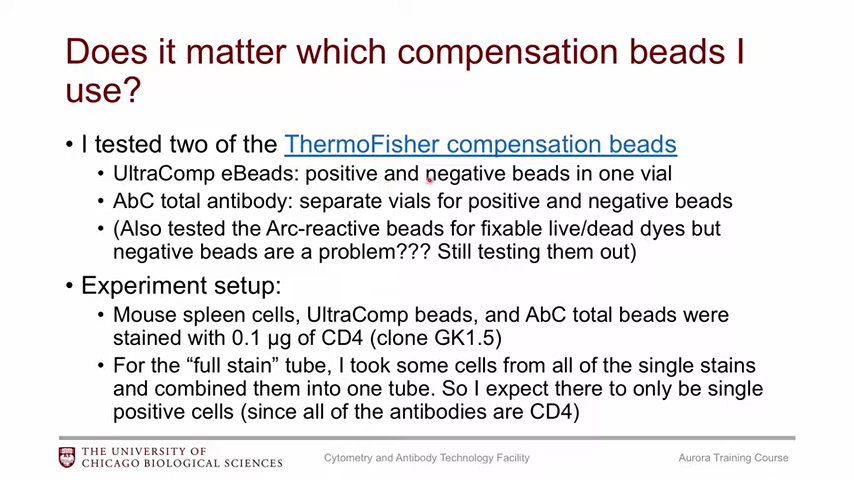 Does it matter which compensation beads I
use?
• I tested two of the ThermoFisher compensation beads
• UltraComp eBeads: positive and negative beads in one vial
• AbC total antibody: separate vials for positive and negative beads
• (Also tested the Arc-reactive beads for fixable live/dead dyes but
negative beads are a problem??? Still testing them out)
• Experiment setup:
• Mouse spleen cells, UltraComp beads, and AbC total beads were
stained with 0.1 µg of CD4 (clone GK1.5)
• For the “full stain” tube, I took some cells from all of the single stains
and combined them into one tube. So I expect there to only be single
positive cells (since all of the antibodies are CD4)
THE UNIVERSITY OF
CHICAGO BIOLOGICAL SCIENCES
Cytometry and Antibody Technology Facility
Aurora Training Course